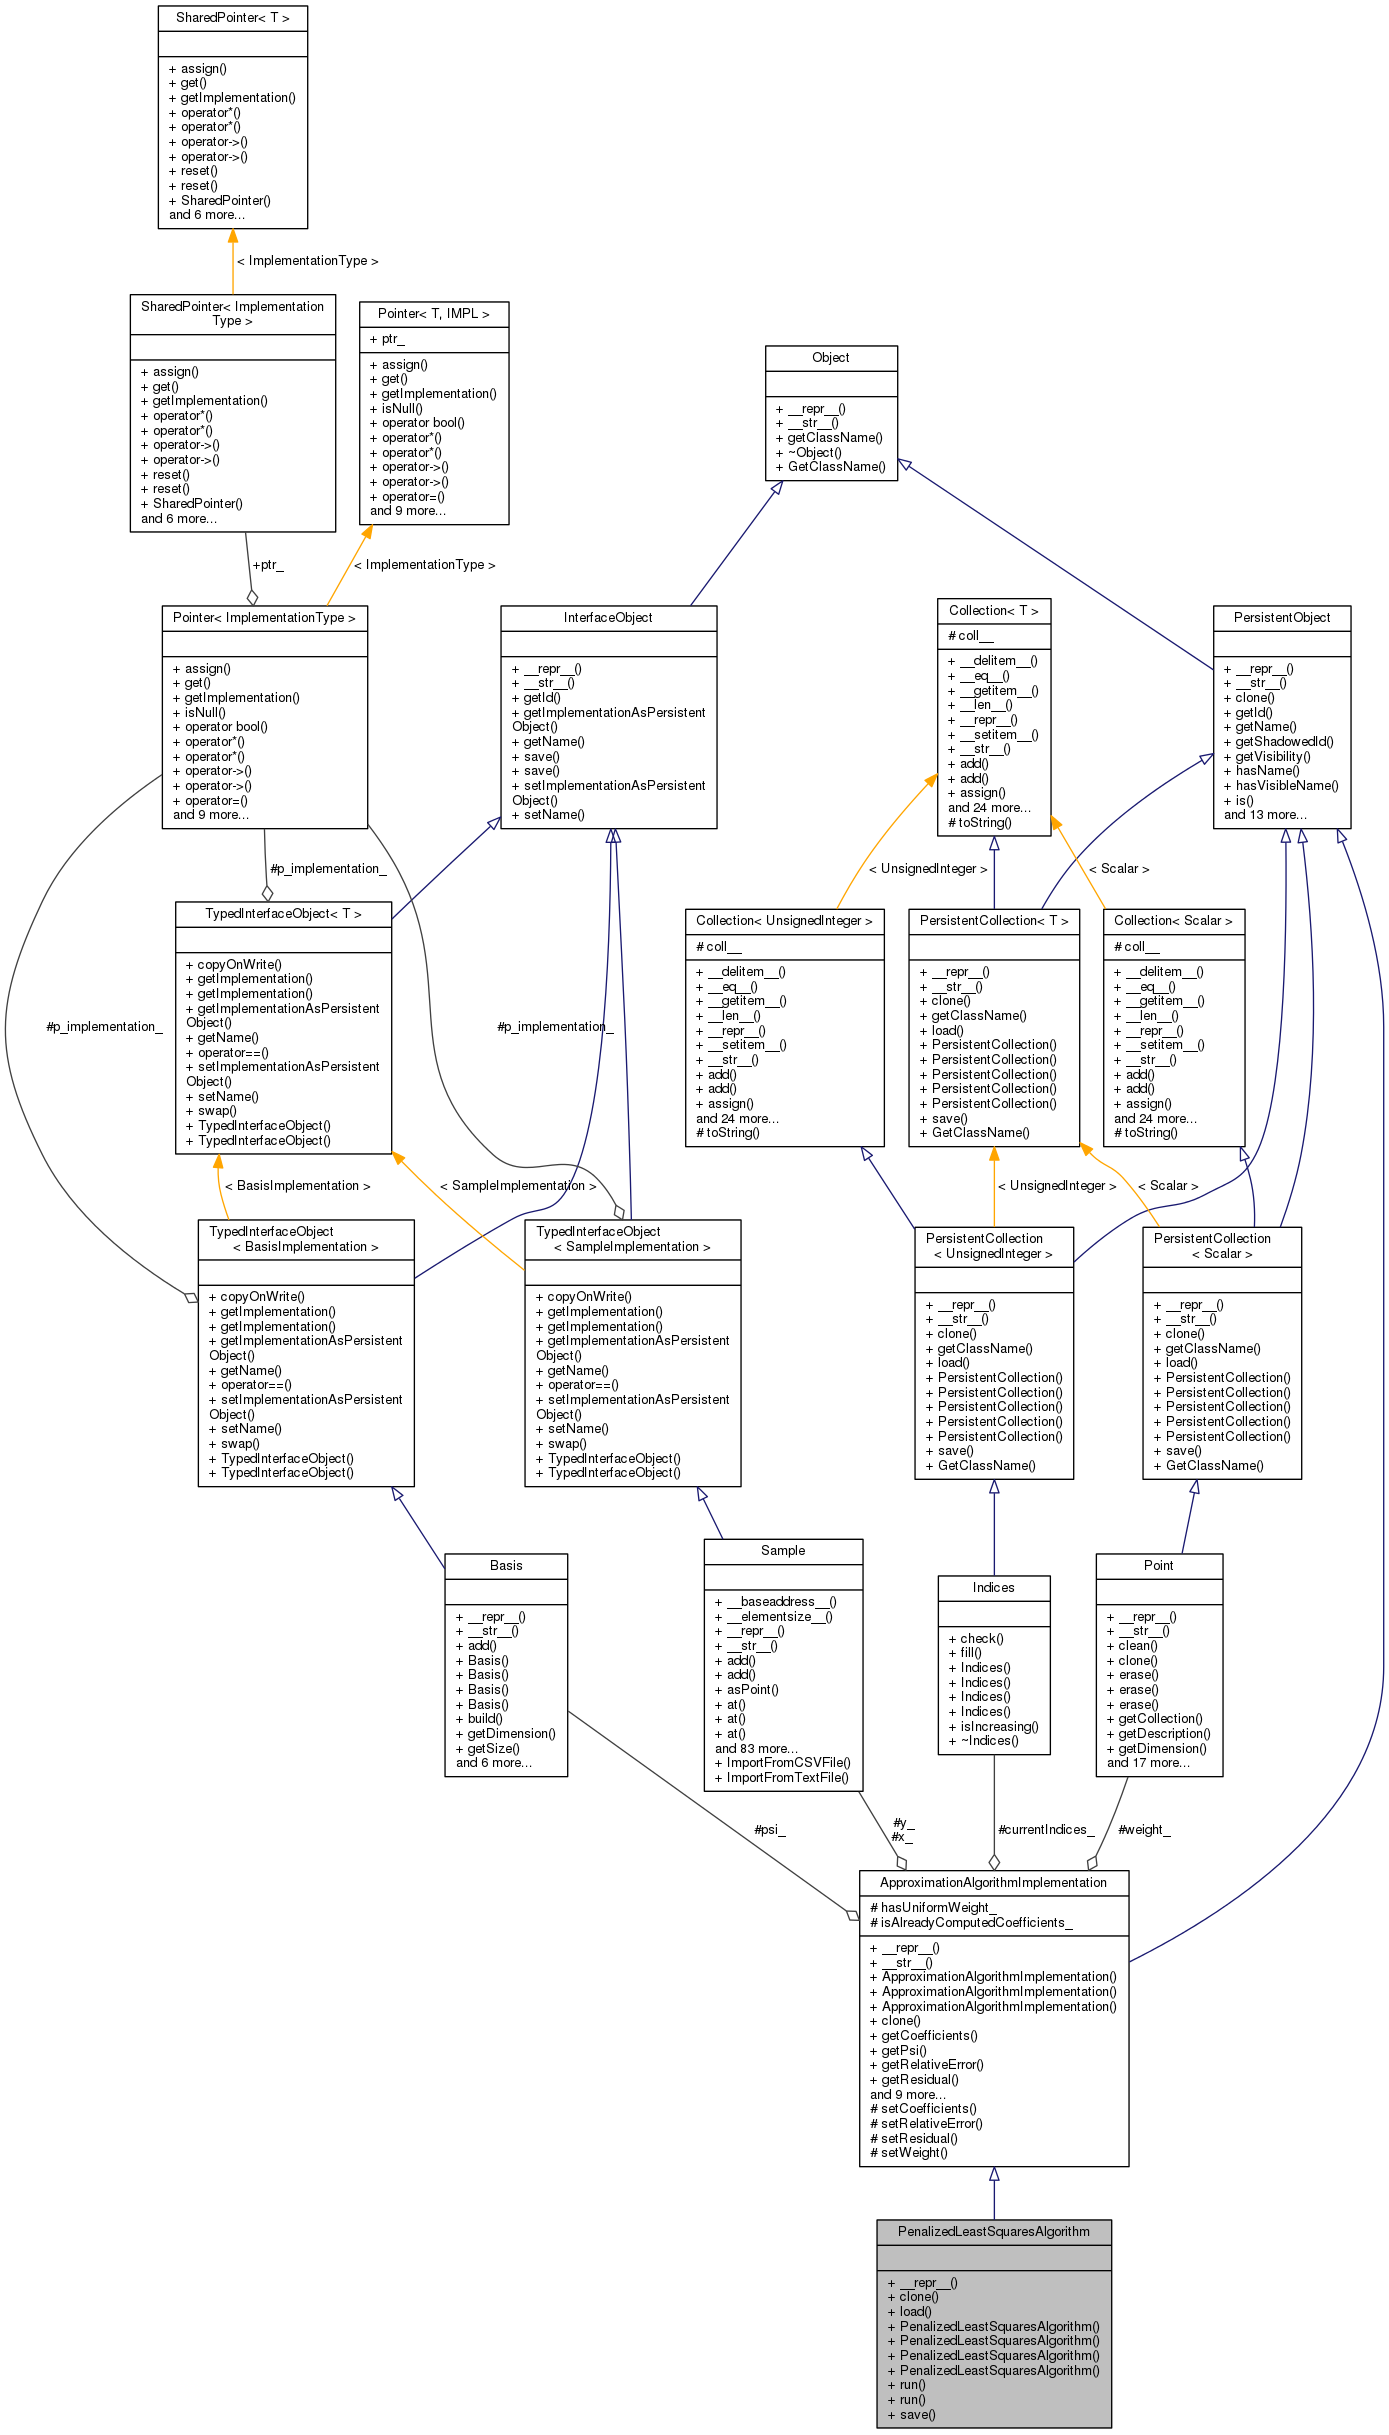 SharedPointer< T >
+ assign()
+ get()
+ getImplementation()
+ operator*()
+ operator*()
+ operator->()
+ operator->()
+ reset()
+ reset()
+ SharedPointer()
and 6 more...
< ImplementationType >
SharedPointer< Implementation
Type >
+ assign()
+ get()
+ getImplementation()
+ operator*()
+ operator*()
+ operator->()
+ operator->()
+ reset()
+ reset()
+ SharedPointer()
and 6 more...
Pointer< T, IMPL >
+ ptr_
+ assign()
+ get()
+ getImplementation()
+ isNull()
+ operator bool()
+ operator*()
+ operator*()
+ operator->()
+ operator->()
+ operator=()
and 9 more...
Object
+ __repr__()
+ __str__()
+ getClassName()
+ ~Object()
+ GetClassName()
+ptr_
< ImplementationType >
Pointer< ImplementationType >
+ assign()
+ get()
+ getImplementation()
+ isNull()
+ operator bool()
+ operator*()
+ operator*()
+ operator->()
+ operator->()
+ operator=()
and 9 more...
InterfaceObject
+ __repr__()
+ __str__()
+ getId()
+ getImplementationAsPersistent
Object()
+ getName()
+ save()
+ save()
+ setImplementationAsPersistent
Object()
+ setName()
Collection< T >
# coll__
+ __delitem__()
+ __eq__()
+ __getitem__()
+ __len__()
+ __repr__()
+ __setitem__()
+ __str__()
+ add()
+ add()
+ assign()
and 24 more...
# toString()
PersistentObject
+ __repr__()
+ __str__()
+ clone()
+ getId()
+ getName()
+ getShadowedId()
+ getVisibility()
+ hasName()
+ hasVisibleName()
+ is()
and 13 more...
#p_implementation_
< UnsignedInteger >
< Scalar >
TypedInterfaceObject< T >
+ copyOnWrite()
+ getImplementation()
+ getImplementation()
+ getImplementationAsPersistent
Object()
+ getName()
+ operator==()
+ setImplementationAsPersistent
Object()
+ setName()
+ swap()
+ TypedInterfaceObject()
+ TypedInterfaceObject()
Collection< UnsignedInteger >
# coll__
+ __delitem__()
+ __eq__()
+ __getitem__()
+ __len__()
+ __repr__()
+ __setitem__()
+ __str__()
+ add()
+ add()
+ assign()
and 24 more...
# toString()
PersistentCollection< T >
+ __repr__()
+ __str__()
+ clone()
+ getClassName()
+ load()
+ PersistentCollection()
+ PersistentCollection()
+ PersistentCollection()
+ PersistentCollection()
+ PersistentCollection()
+ save()
+ GetClassName()
Collection< Scalar >
# coll__
+ __delitem__()
+ __eq__()
+ __getitem__()
+ __len__()
+ __repr__()
+ __setitem__()
+ __str__()
+ add()
+ add()
+ assign()
and 24 more...
# toString()
#p_implementation_
#p_implementation_
< BasisImplementation >
< SampleImplementation >
< UnsignedInteger >
< Scalar >
TypedInterfaceObject
< BasisImplementation >
+ copyOnWrite()
+ getImplementation()
+ getImplementation()
+ getImplementationAsPersistent
Object()
+ getName()
+ operator==()
+ setImplementationAsPersistent
Object()
+ setName()
+ swap()
+ TypedInterfaceObject()
+ TypedInterfaceObject()
TypedInterfaceObject
< SampleImplementation >
+ copyOnWrite()
+ getImplementation()
+ getImplementation()
+ getImplementationAsPersistent
Object()
+ getName()
+ operator==()
+ setImplementationAsPersistent
Object()
+ setName()
+ swap()
+ TypedInterfaceObject()
+ TypedInterfaceObject()
PersistentCollection
< UnsignedInteger >
+ __repr__()
+ __str__()
+ clone()
+ getClassName()
+ load()
+ PersistentCollection()
+ PersistentCollection()
+ PersistentCollection()
+ PersistentCollection()
+ PersistentCollection()
+ save()
+ GetClassName()
PersistentCollection
< Scalar >
+ __repr__()
+ __str__()
+ clone()
+ getClassName()
+ load()
+ PersistentCollection()
+ PersistentCollection()
+ PersistentCollection()
+ PersistentCollection()
+ PersistentCollection()
+ save()
+ GetClassName()
Basis
+ __repr__()
+ __str__()
+ add()
+ Basis()
+ Basis()
+ Basis()
+ Basis()
+ build()
+ getDimension()
+ getSize()
and 6 more...
Sample
+ __baseaddress__()
+ __elementsize__()
+ __repr__()
+ __str__()
+ add()
+ add()
+ asPoint()
+ at()
+ at()
+ at()
and 83 more...
+ ImportFromCSVFile()
+ ImportFromTextFile()
Indices
+ check()
+ fill()
+ Indices()
+ Indices()
+ Indices()
+ Indices()
+ isIncreasing()
+ ~Indices()
Point
+ __repr__()
+ __str__()
+ clean()
+ clone()
+ erase()
+ erase()
+ erase()
+ getCollection()
+ getDescription()
+ getDimension()
and 17 more...
#psi_
#y_
#x_
#currentIndices_
#weight_
ApproximationAlgorithmImplementation
# hasUniformWeight_
# isAlreadyComputedCoefficients_
+ __repr__()
+ __str__()
+ ApproximationAlgorithmImplementation()
+ ApproximationAlgorithmImplementation()
+ ApproximationAlgorithmImplementation()
+ clone()
+ getCoefficients()
+ getPsi()
+ getRelativeError()
+ getResidual()
and 9 more...
# setCoefficients()
# setRelativeError()
# setResidual()
# setWeight()
PenalizedLeastSquaresAlgorithm
+ __repr__()
+ clone()
+ load()
+ PenalizedLeastSquaresAlgorithm()
+ PenalizedLeastSquaresAlgorithm()
+ PenalizedLeastSquaresAlgorithm()
+ PenalizedLeastSquaresAlgorithm()
+ run()
+ run()
+ save()